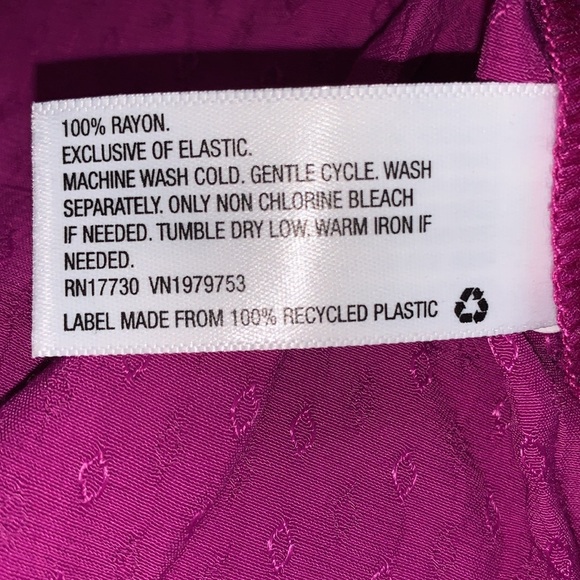 100% RAYON.
EXCLUSIVE OF ELASTIC.
MACHINE WASH COLD. GENTLE CYCLE. WASH
SEPARATELY. ONLY NON CHLORINE BLEACH
IF NEEDED. TUMBLE DRY LOW. WARM IRON IF
NEEDED.
RN17730 VN1979753
LABEL MADE FROM 100% RECYCLED PLASTIC